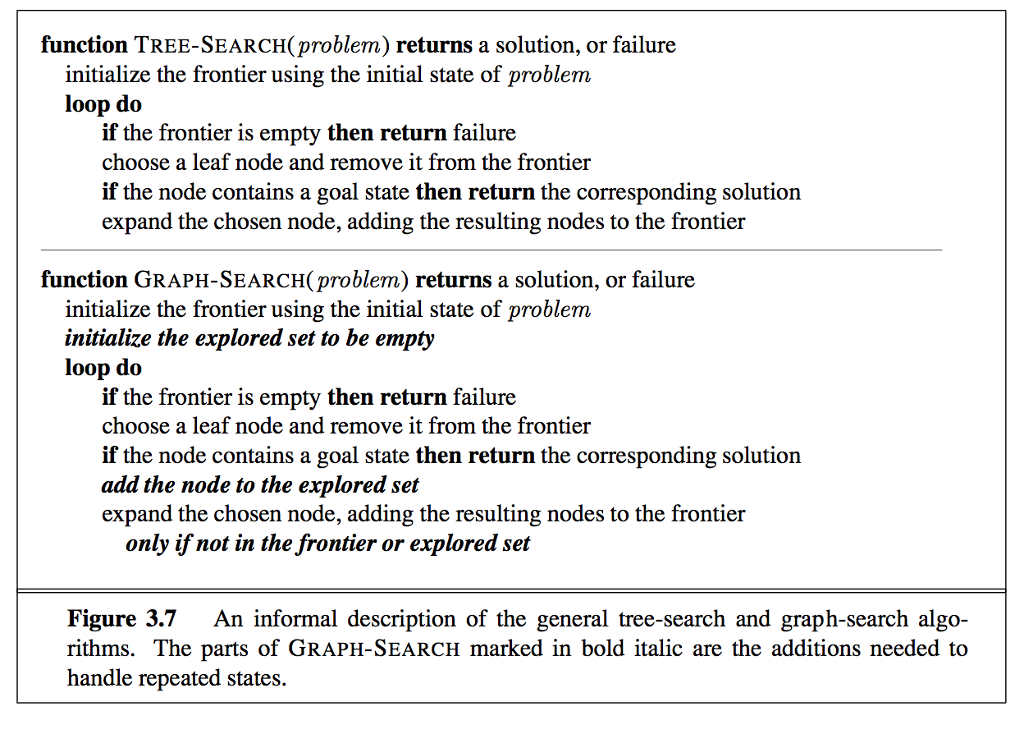 function TREE-SEARCH(problem) returns a solution, or failure
initialize the frontier using the initial state of problem
loop do
if the frontier is empty then return failure
choose a leaf node and remove it from the frontier
if the node contains a goal state then return the corresponding solution
expand the chosen node, adding the resulting nodes to the frontier
function GRAPH-SEARCH(problem) returns a solution, or failure
initialize the frontier using the initial state of problem
initialize the explored set to be empty
loop do
if the frontier is empty then return failure
choose a leaf node and remove it from the frontier
if the node contains a goal state then return the corresponding solution
add the node to the explored set
expand the chosen node, adding the resulting nodes to the frontier
only if not in the frontier or explored set
Figure 3.7 An informal description of the general tree-search and graph-search algo-
rithms. The parts of GRAPH-SEARCH marked in bold italic are the additions needed to
handle repeated states.